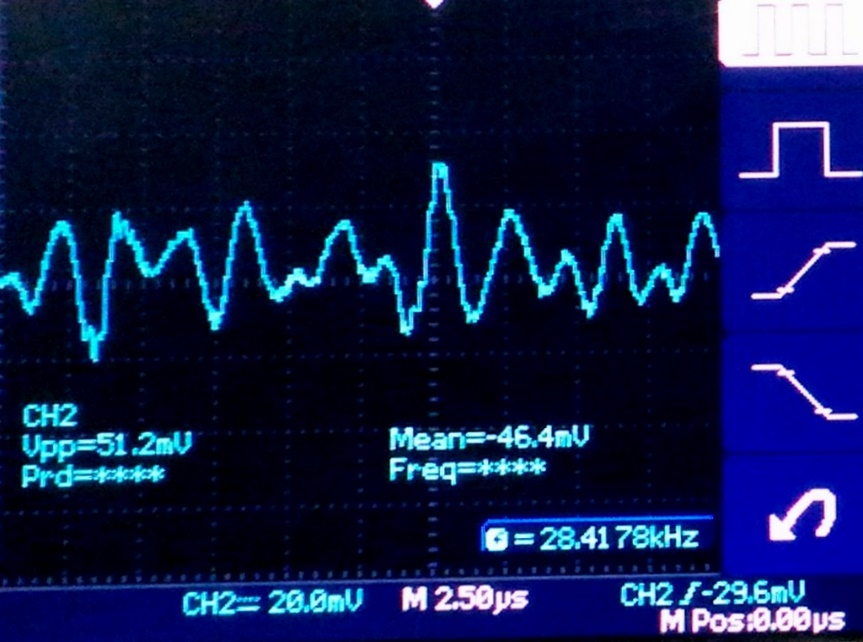 CH2
Vpp=51.2mV
Mean=-46.4mV
Prd=****
Freq=****
=28.4178kHz
CH2 20.0mV
M 2.50µs
CH2 -29.6mV
M Pos:0.00µs